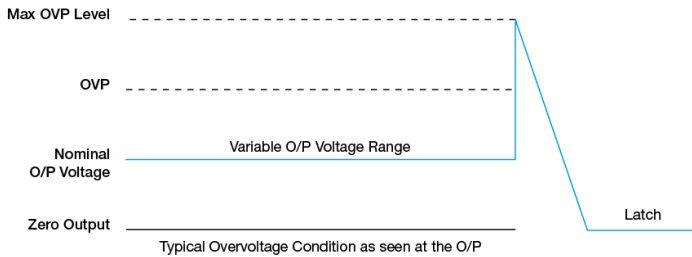 Max OVP Level
OVP
Variable O/P Voltage Range
Nominal
O/P Voltage
Latch
Zero Output
Typical Overvoltage Condition as seen at the O/P